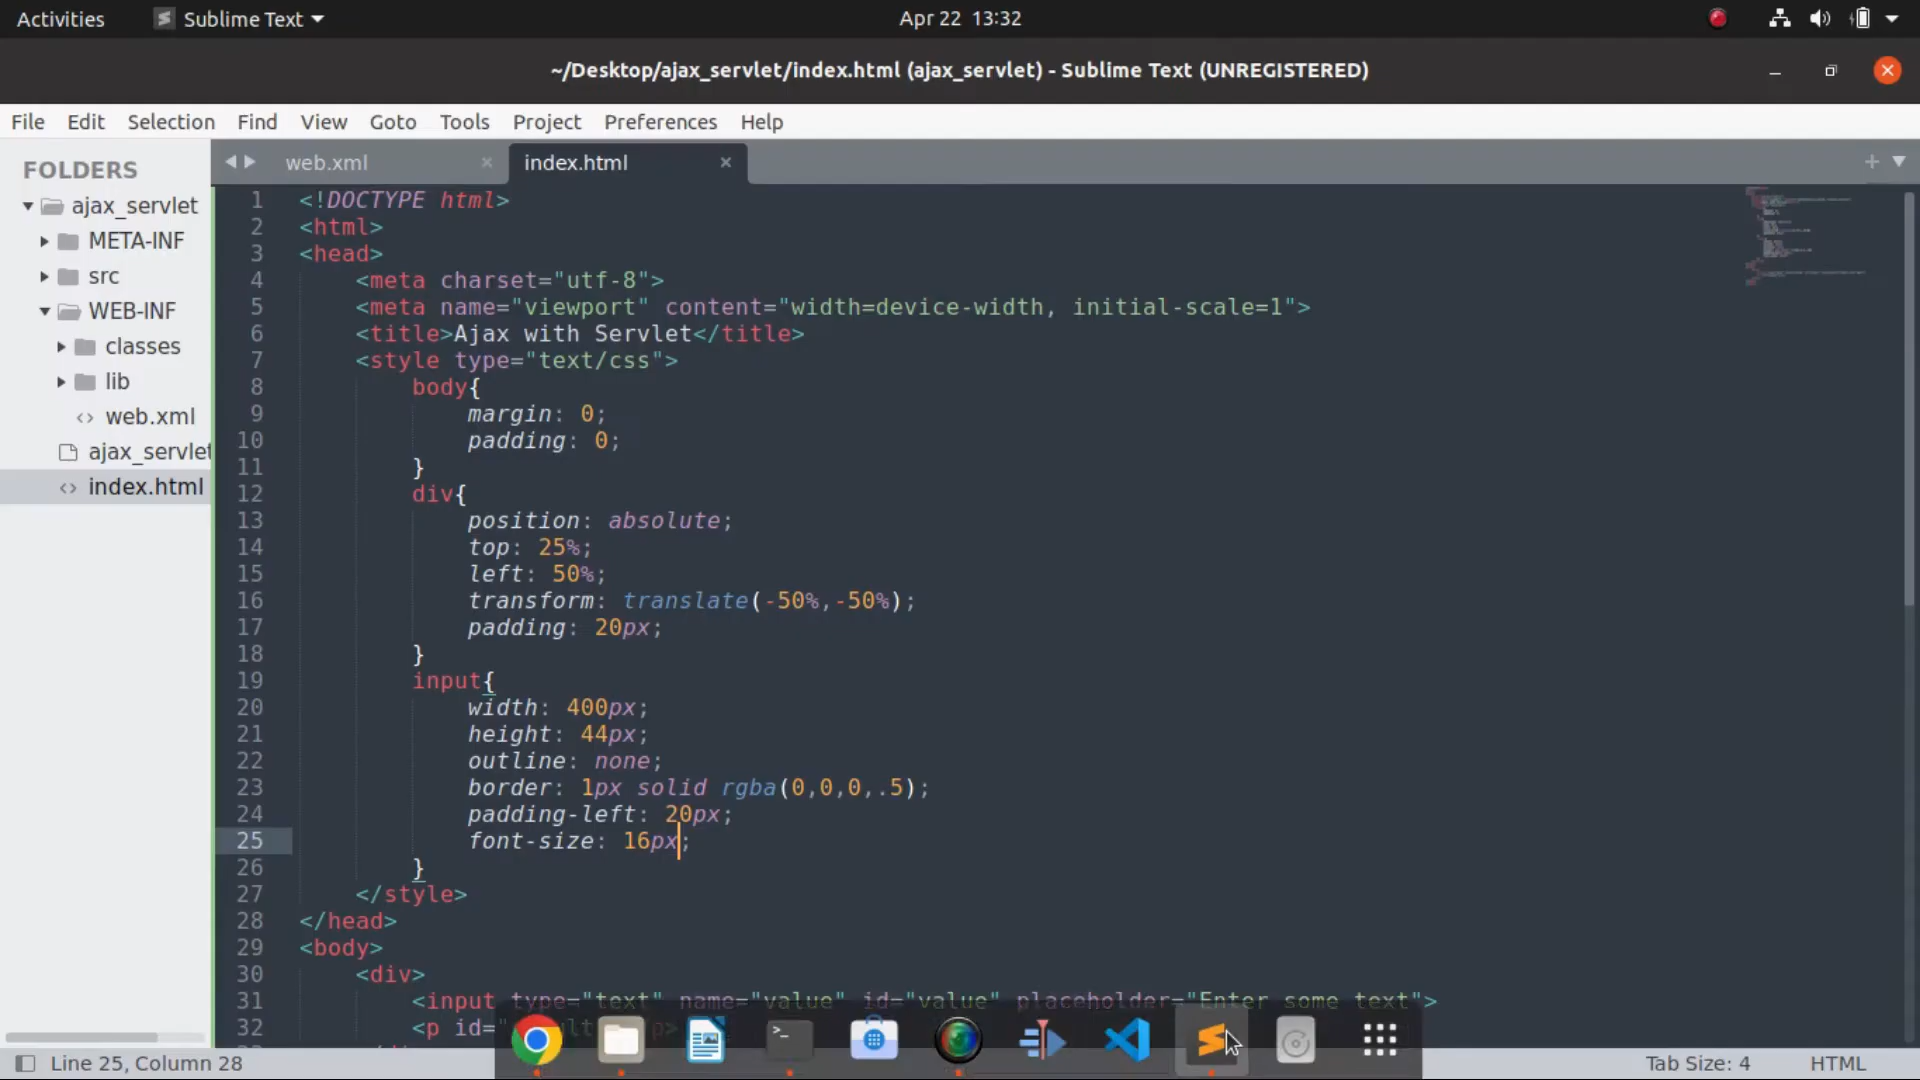 Activities
Sublime Text
Apr 22 13:32
~/Desktop/ajax_servlet/index.html (ajax_servlet) - Sublime Text (UNREGISTERED)
File Edit Selection Find View Goto Tools Project Preferences Help
FOLDERS
ajax_servlet
META-INF
src
WEB-INF
classes
lib
web.xml
ajax_servlet
index.html
web.xml
index.html
1 <!DOCTYPE html>
2 <html>
3 <head>
4 <meta charset="utf-8">
5 <meta name="viewport" content="width=device-width, initial-scale=1">
6 <title>Ajax with Servlet</title>
7 <style type="text/css">
8 body{
9 margin: 0;
10 padding: 0;
11 }
12 div{
13 position: absolute;
14 top: 25%;
15 left: 50%;
16 transform: translate(-50%,-50%);
17 padding: 20px;
18 }
19 input{
20 width: 400px;
21 height: 44px;
22 outline: none;
23 border: 1px solid rgba(0,0,0,.5);
24 padding-left: 20px;
25 font-size: 16px;
26 }
27 </style>
28 </head>
29 <body>
30 <div>
31 <input type="text" name="value" id="value" placeholder="Enter some text">
32 <p id=
Line 25, Column 28
Tab Size: 4
HTML